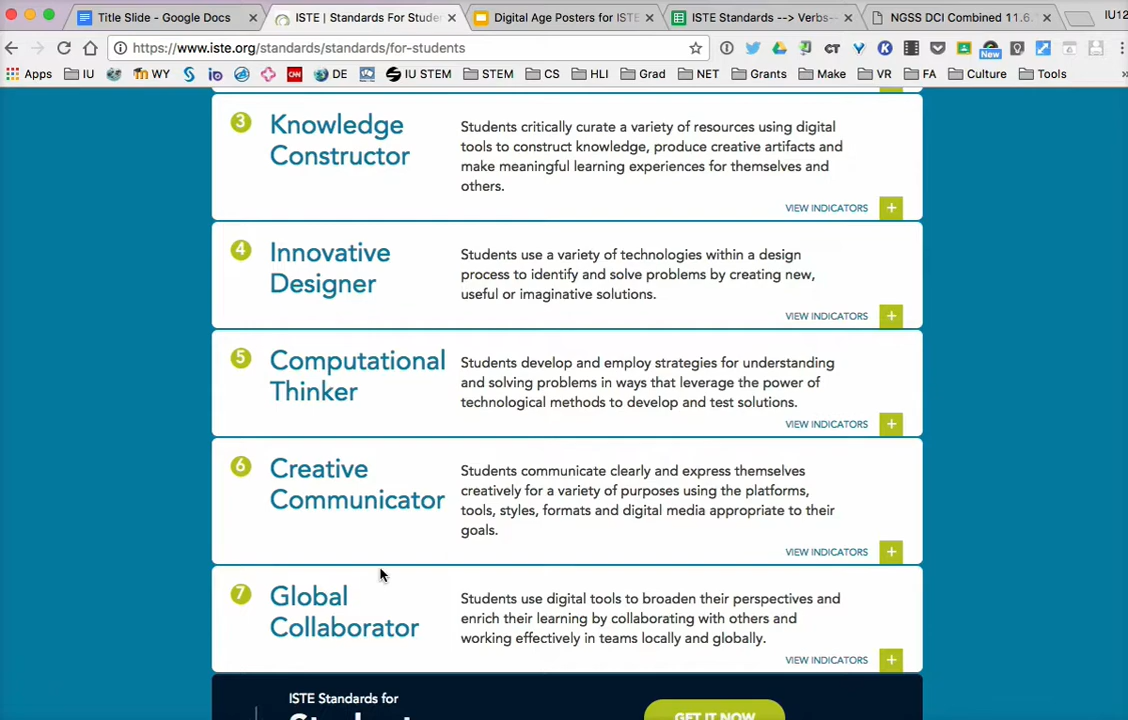 Title Slide - Google Docs
ISTE | Standards For Studen
Digital Age Posters for ISTE
ISTE Standards --> Verbs-
NGSS DCI Combined 11.6.
IU12
https://www.iste.org/standards/standards/for-students
CT
New
Apps
IU
WY
S
io
CNN
DE
IU STEM
STEM
CS
HLI
Grad
NET
Grants
Make
VR
FA
Culture
Tools
3
Knowledge
Constructor
Students critically curate a variety of resources using digital
tools to construct knowledge, produce creative artifacts and
make meaningful learning experiences for themselves and
others.
VIEW INDICATORS +
4
Innovative
Designer
Students use a variety of technologies within a design
process to identify and solve problems by creating new,
useful or imaginative solutions.
VIEW INDICATORS +
5
Computational
Thinker
Students develop and employ strategies for understanding
and solving problems in ways that leverage the power of
technological methods to develop and test solutions.
VIEW INDICATORS +
6
Creative
Communicator
Students communicate clearly and express themselves
creatively for a variety of purposes using the platforms,
tools, styles, formats and digital media appropriate to their
goals.
VIEW INDICATORS +
7
Global
Collaborator
Students use digital tools to broaden their perspectives and
enrich their learning by collaborating with others and
working effectively in teams locally and globally.
VIEW INDICATORS +
ISTE Standards for
GET IT NOW